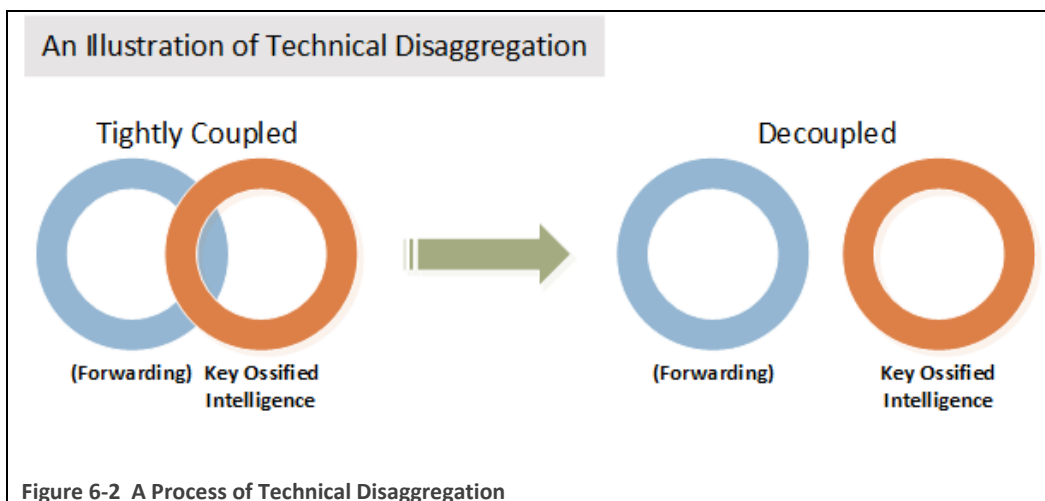 An Illustration of Technical Disaggregation
Tightly Coupled
Decoupled
(Forwarding)
Key Ossified
Intelligence
(Forwarding)
Key Ossified
Intelligence
Figure 6-2 A Process of Technical Disaggregation